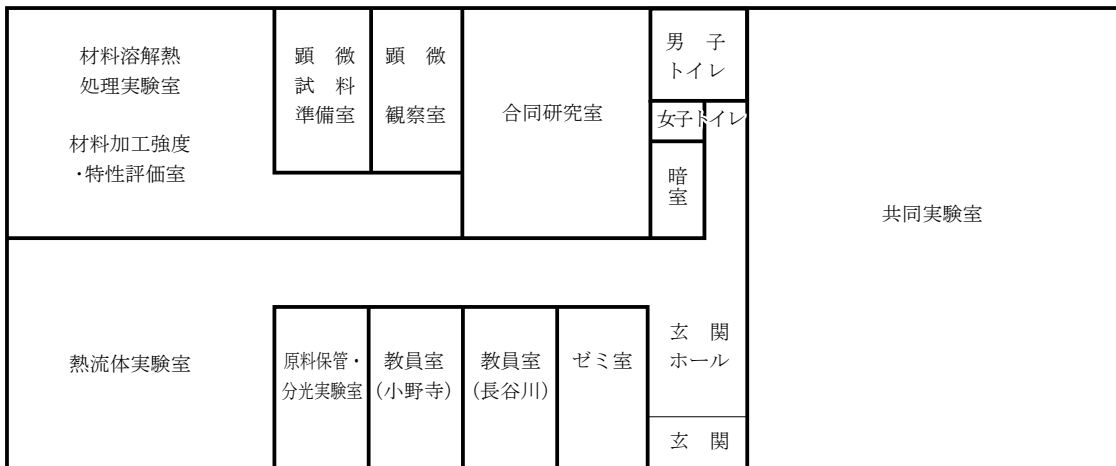 材料溶解熱
処理実験室
材料加工強度
・特性評価室
顕 微
試 料
準備室
顕 微
観察室
合同研究室
男 子
トイレ
女子トイレ
暗
室
共同実験室
熱流体実験室
原料保管・
分光実験室
教員室
(小野寺)
教員室
(長谷川)
ゼミ室
玄 関
ホール
玄 関